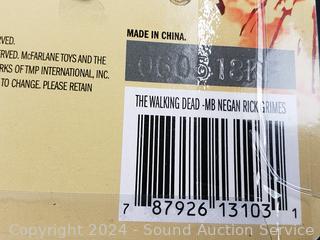 MADE IN CHINA.
RVED.
ERVED. McFARLANE TOYS AND THE
RKS OF TMP INTERNATIONAL, INC.
TO CHANGE. PLEASE RETAIN
THE WALKING DEAD -MB NEGAN RICK GRIMES
7 87926 13103 1
Copyright 2024 - Sound Auction Service